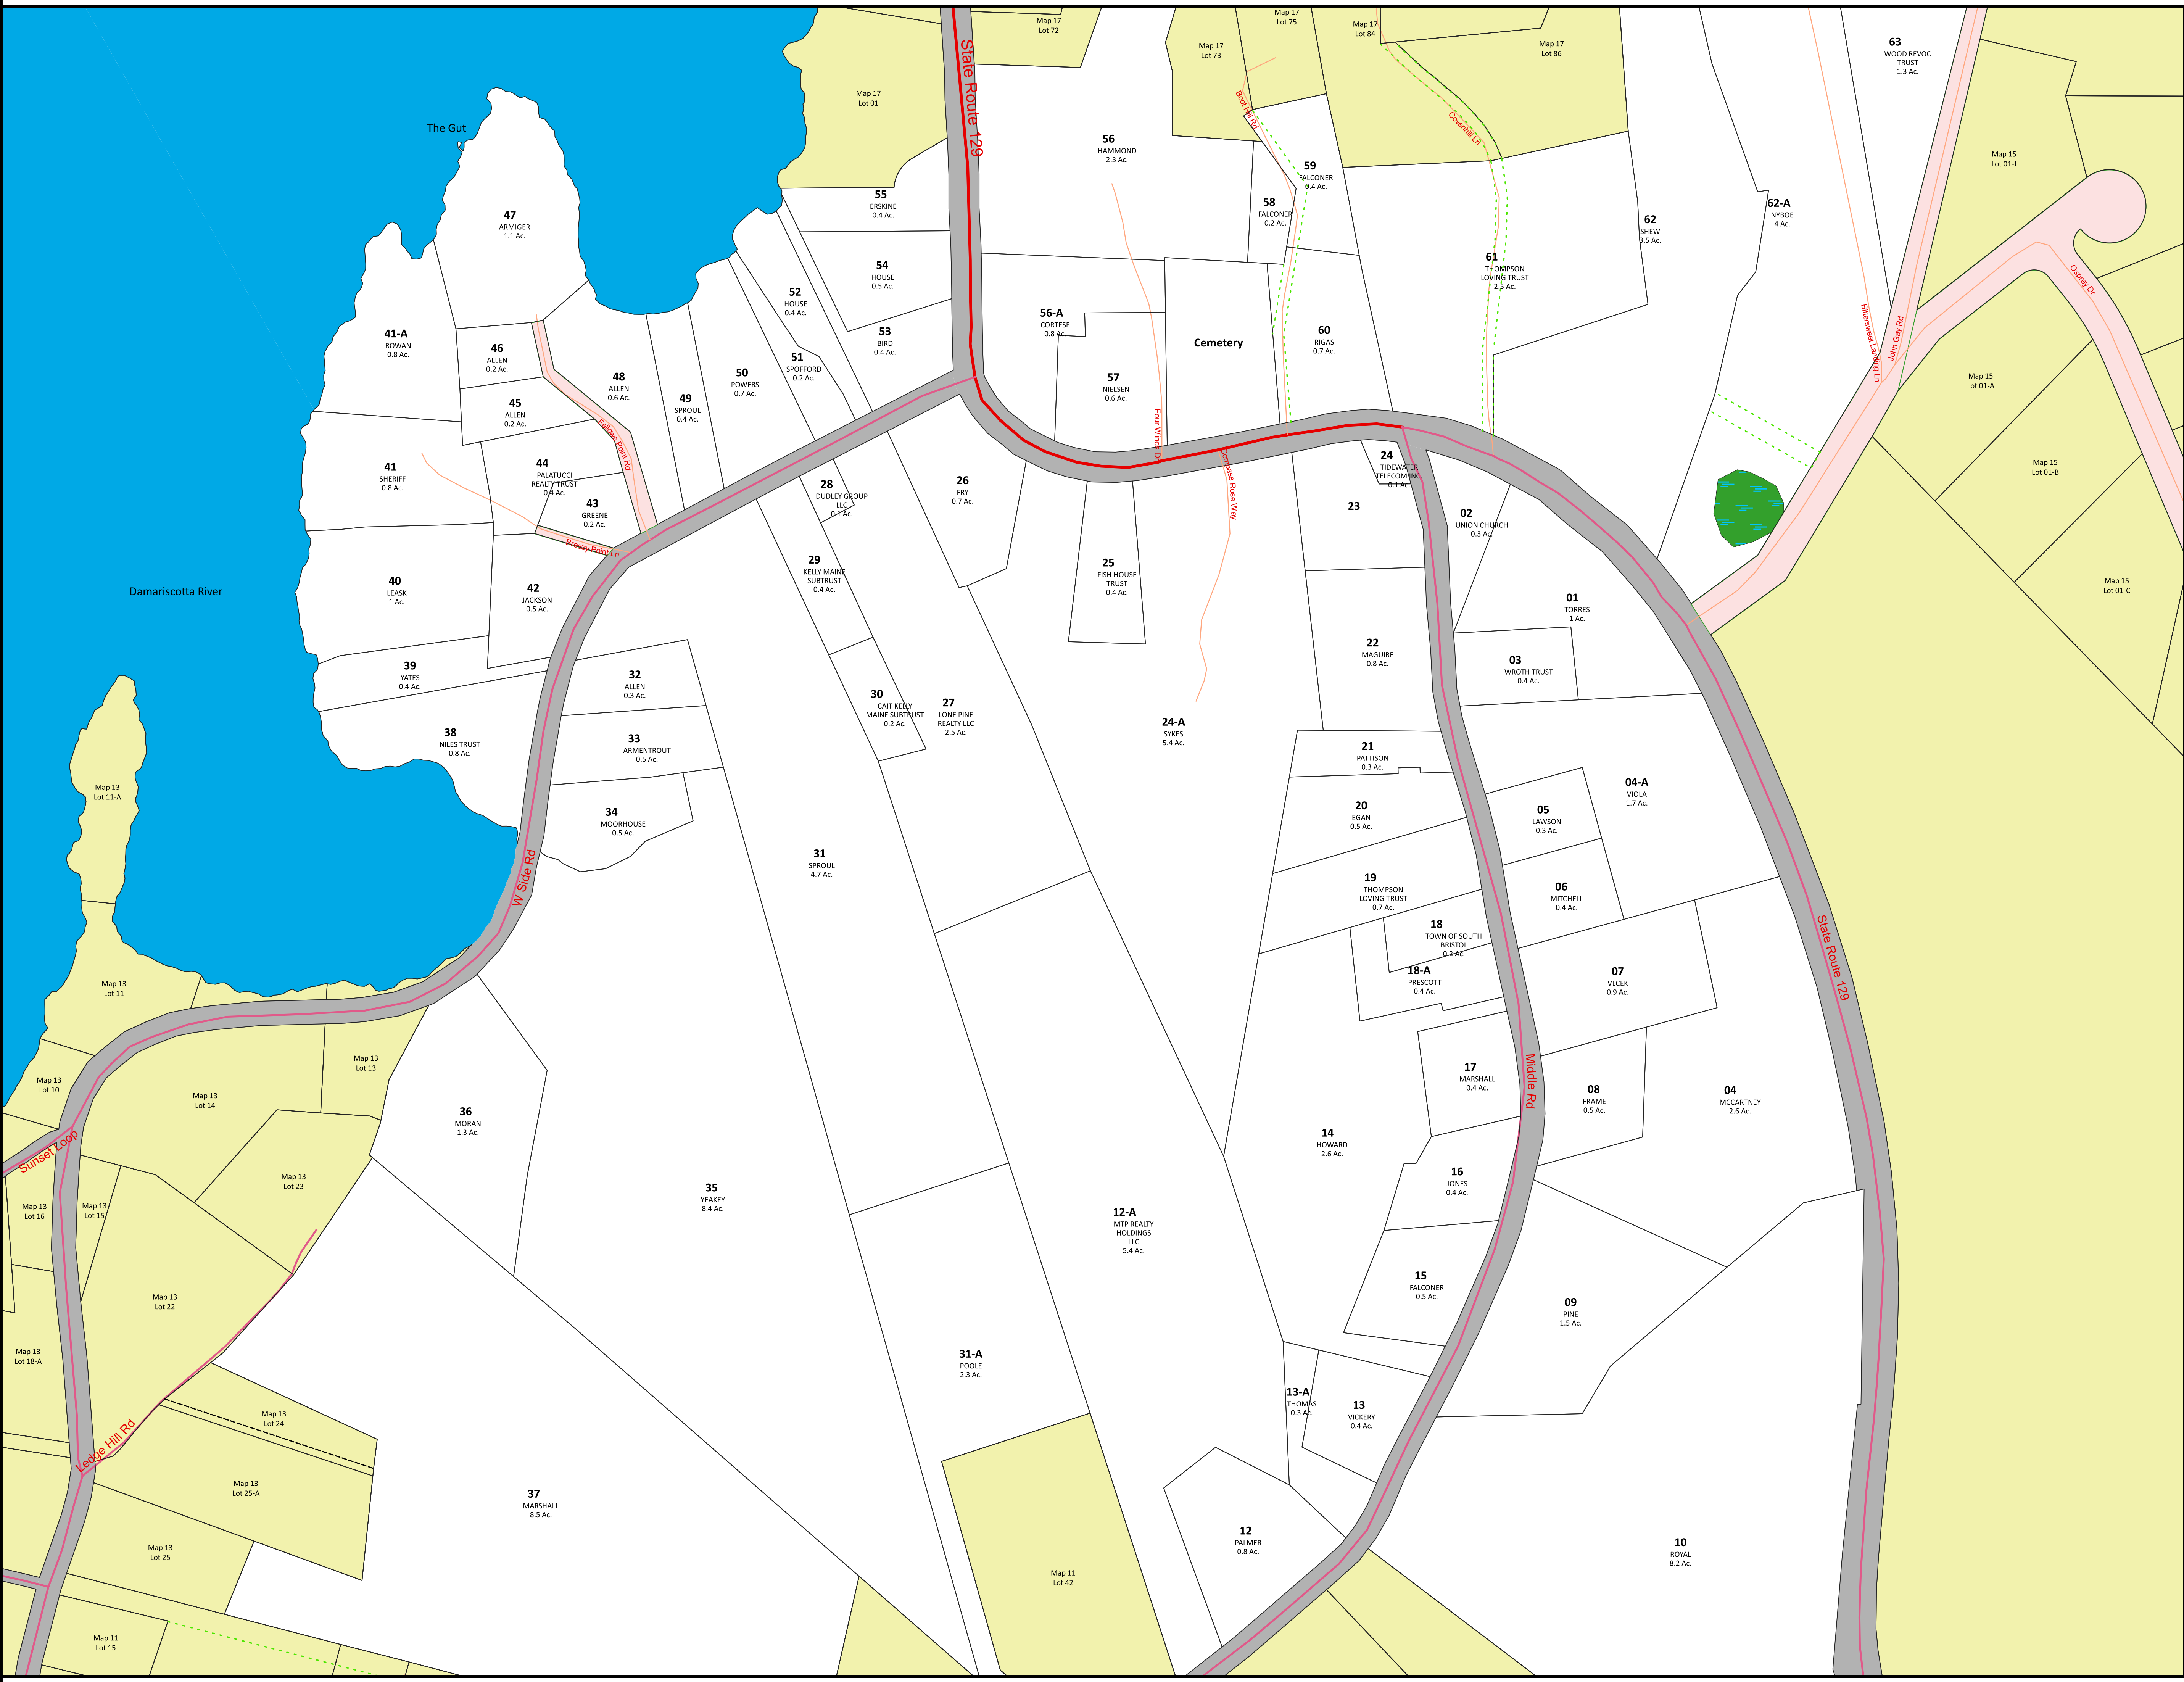 Map 17
Lot 72
Map 17
Lot 73
Map 17
Lot 75
Map 17
Lot 84
Map 17
Lot 86
63
WOOD REVOC
TRUST
1.3 Ac.
State Route 129
Map 17
Lot 01
The Gut
Boot Hill Rd
Covenhill Ln
56
HAMMOND
2.3 Ac.
59
FALCONER
0.4 Ac.
Map 15
Lot 01-J
55
ERSKINE
0.4 Ac.
58
FALCONER
0.2 Ac.
62-A
NYBOE
4 Ac.
47
ARMIGER
1.1 Ac.
62
SHEW
3.5 Ac.
61
THOMPSON
LOVING TRUST
2.5 Ac.
54
HOUSE
0.5 Ac.
Osprey Dr
52
HOUSE
0.4 Ac.
56-A
CORTESE
0.8 Ac.
Cemetery
60
RIGAS
0.7 Ac.
Bittersweet Landing Ln
John Gay Rd
41-A
ROWAN
0.8 Ac.
53
BIRD
0.4 Ac.
46
ALLEN
0.2 Ac.
51
SPOFFORD
0.2 Ac.
50
POWERS
0.7 Ac.
48
ALLEN
0.6 Ac.
57
NIELSEN
0.6 Ac.
Map 15
Lot 01-A
49
SPROUL
0.4 Ac.
45
ALLEN
0.2 Ac.
Four Winds Dr
Fellows Point Rd
41
SHERIFF
0.8 Ac.
44
PALATUCCI
REALTY TRUST
0.4 Ac.
24
TIDEWATER
TELECOM INC.
0.1 Ac.
Map 15
Lot 01-B
Compass Rose Way
28
DUDLEY GROUP
LLC
0.1 Ac.
26
FRY
0.7 Ac.
43
GREENE
0.2 Ac.
23
02
UNION CHURCH
0.3 Ac.
Breezy Point Ln
Damariscotta River
40
LEASK
1 Ac.
42
JACKSON
0.5 Ac.
29
KELLY MAINE
SUBTRUST
0.4 Ac.
25
FISH HOUSE
TRUST
0.4 Ac.
01
TORRES
1 Ac.
Map 15
Lot 01-C
39
YATES
0.4 Ac.
32
ALLEN
0.3 Ac.
22
MAGUIRE
0.8 Ac.
03
WROTH TRUST
0.4 Ac.
30
CAIT KELLY
MAINE SUBTRUST
0.2 Ac.
27
LONE PINE
REALTY LLC
2.5 Ac.
24-A
SYKES
5.4 Ac.
38
NILES TRUST
0.8 Ac.
33
ARMENTROUT
0.5 Ac.
21
PATTISON
0.3 Ac.
Map 13
Lot 11-A
04-A
VIOLA
1.7 Ac.
34
MOORHOUSE
0.5 Ac.
20
EGAN
0.5 Ac.
05
LAWSON
0.3 Ac.
31
SPROUL
4.7 Ac.
W Side Rd
19
THOMPSON
LOVING TRUST
0.7 Ac.
06
MITCHELL
0.4 Ac.
18
TOWN OF SOUTH
BRISTOL
0.2 Ac.
State Route 129
Map 13
Lot 11
18-A
PRESCOTT
0.4 Ac.
07
VLCEK
0.9 Ac.
Map 13
Lot 13
Map 13
Lot 10
Map 13
Lot 14
17
MARSHALL
0.4 Ac.
Middle Rd
08
FRAME
0.5 Ac.
04
MCCARTNEY
2.6 Ac.
36
MORAN
1.3 Ac.
14
HOWARD
2.6 Ac.
Sunset Loop
16
JONES
0.4 Ac.
Map 13
Lot 23
35
YEAKEY
8.4 Ac.
Map 13
Lot 16
Map 13
Lot 15
12-A
MTP REALTY
HOLDINGS
LLC
5.4 Ac.
15
FALCONER
0.5 Ac.
Map 13
Lot 22
09
PINE
1.5 Ac.
Map 13
Lot 18-A
31-A
POOLE
2.3 Ac.
13-A
THOMAS
0.3 Ac.
13
VICKERY
0.4 Ac.
Map 13
Lot 24
Ledge Hill Rd
Map 13
Lot 25-A
37
MARSHALL
8.5 Ac.
12
PALMER
0.8 Ac.
10
ROYAL
8.2 Ac.
Map 13
Lot 25
Map 11
Lot 42
Map 11
Lot 15